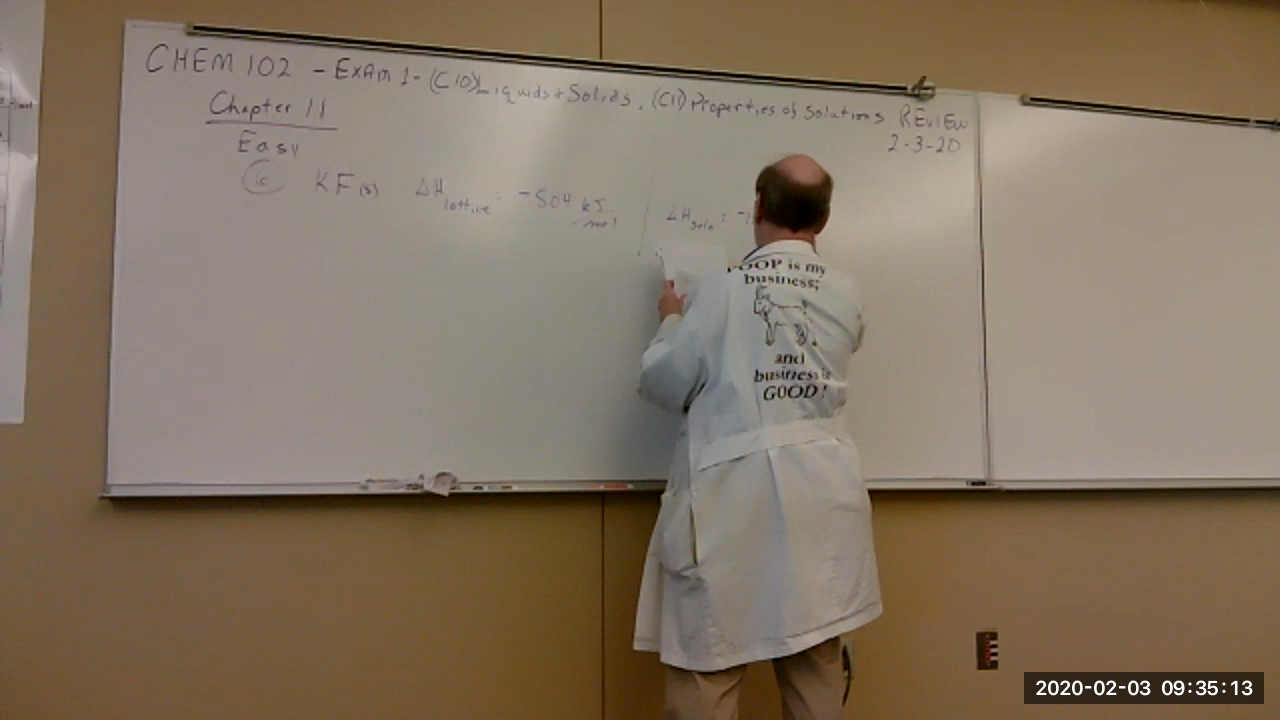 CHEM 102 - EXAM 1 - (C10) Liquids + Solids, (C11) Properties of Solutions REVIEW
2-3-20
Chapter 11
Easy
KF(s) ΔH lattice = -804 kJ/mol ΔH soln = -1
POOP is my
business;
and
business is
GOOD!
2020-02-03 09:35:13